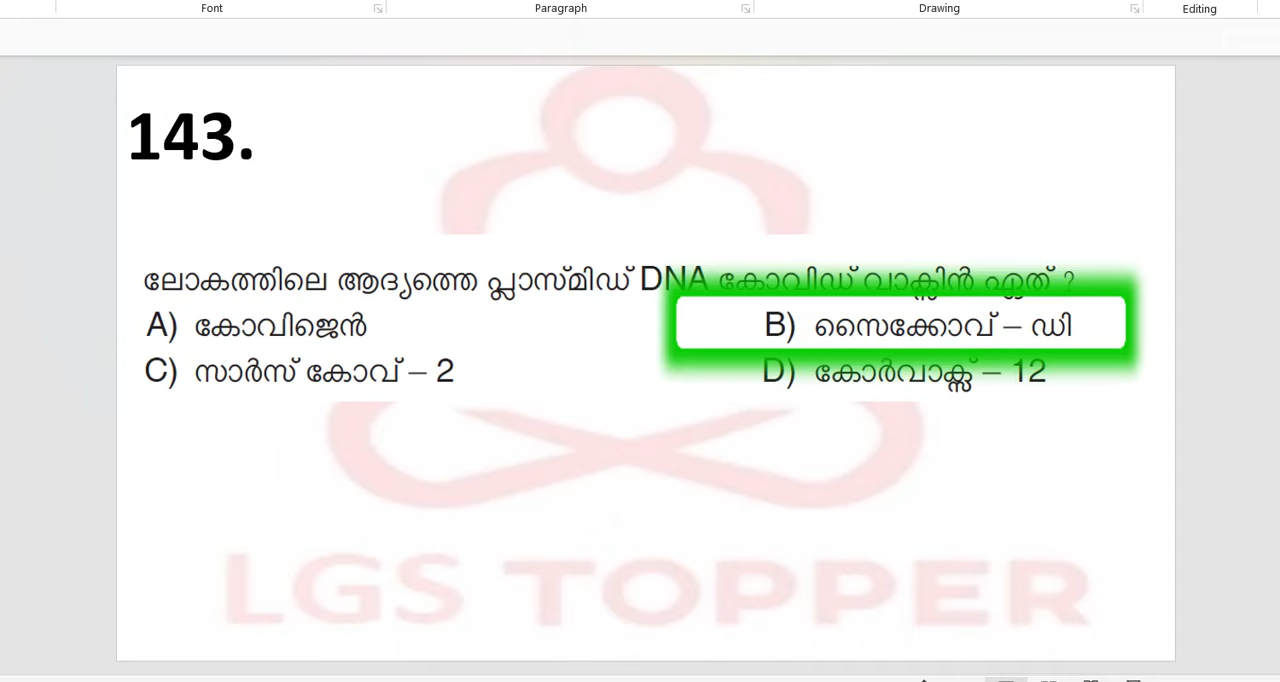 Font
Paragraph
Drawing
Editing
143.
ലോകത്തിലെ ആദ്യത്തെ പ്ലാസ്മിഡ് DNA കോവിഡ് വാക്സിൻ ഏത് ?
A) കോവിജെൻ
B) സൈക്കോവ് – ഡി
C) സാർസ് കോവ് – 2
D) കോർവാക്സ് – 12
LGS TOPPER